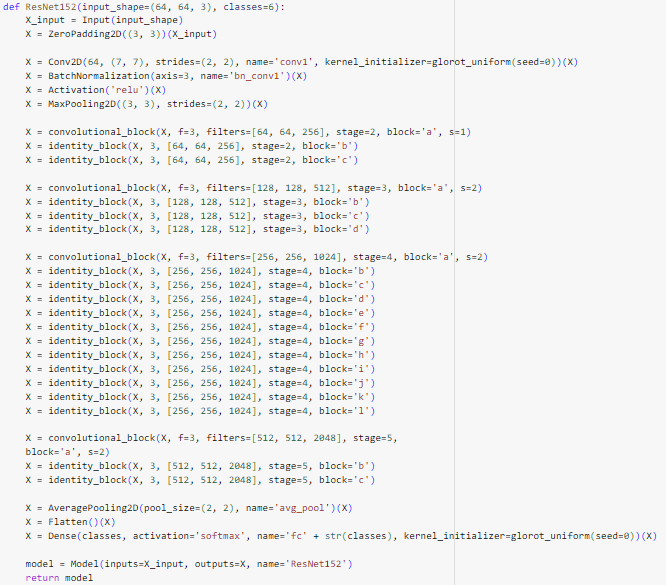 def ResNet152(input_shape=(64, 64, 3), classes=6):
    X_input = Input(input_shape)
    X = ZeroPadding2D((3, 3))(X_input)

    X = Conv2D(64, (7, 7), strides=(2, 2), name='conv1', kernel_initializer=glorot_uniform(seed=0))(X)
    X = BatchNormalization(axis=3, name='bn_conv1')(X)
    X = Activation('relu')(X)
    X = MaxPooling2D((3, 3), strides=(2, 2))(X)

    X = convolutional_block(X, f=3, filters=[64, 64, 256], stage=2, block='a', s=1)
    X = identity_block(X, 3, [64, 64, 256], stage=2, block='b')
    X = identity_block(X, 3, [64, 64, 256], stage=2, block='c')

    X = convolutional_block(X, f=3, filters=[128, 128, 512], stage=3, block='a', s=2)
    X = identity_block(X, 3, [128, 128, 512], stage=3, block='b')
    X = identity_block(X, 3, [128, 128, 512], stage=3, block='c')
    X = identity_block(X, 3, [128, 128, 512], stage=3, block='d')

    X = convolutional_block(X, f=3, filters=[256, 256, 1024], stage=4, block='a', s=2)
    X = identity_block(X, 3, [256, 256, 1024], stage=4, block='b')
    X = identity_block(X, 3, [256, 256, 1024], stage=4, block='c')
    X = identity_block(X, 3, [256, 256, 1024], stage=4, block='d')
    X = identity_block(X, 3, [256, 256, 1024], stage=4, block='e')
    X = identity_block(X, 3, [256, 256, 1024], stage=4, block='f')
    X = identity_block(X, 3, [256, 256, 1024], stage=4, block='g')
    X = identity_block(X, 3, [256, 256, 1024], stage=4, block='h')
    X = identity_block(X, 3, [256, 256, 1024], stage=4, block='i')
    X = identity_block(X, 3, [256, 256, 1024], stage=4, block='j')
    X = identity_block(X, 3, [256, 256, 1024], stage=4, block='k')
    X = identity_block(X, 3, [256, 256, 1024], stage=4, block='l')

    X = convolutional_block(X, f=3, filters=[512, 512, 2048], stage=5,
    block='a', s=2)
    X = identity_block(X, 3, [512, 512, 2048], stage=5, block='b')
    X = identity_block(X, 3, [512, 512, 2048], stage=5, block='c')

    X = AveragePooling2D(pool_size=(2, 2), name='avg_pool')(X)
    X = Flatten()(X)
    X = Dense(classes, activation='softmax', name='fc' + str(classes), kernel_initializer=glorot_uniform(seed=0))(X)

    model = Model(inputs=X_input, outputs=X, name='ResNet152')
    return model